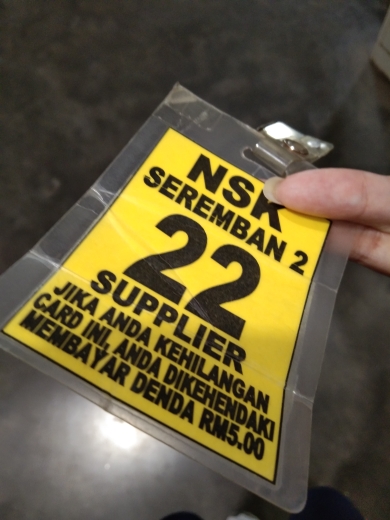 NSK
SEREMBAN 2
22
SUPPLIER
JIKA ANDA KEHILANGAN
CARD INI, ANDA DIKEHENDAKI
MEMBAYAR DENDA RM5.00